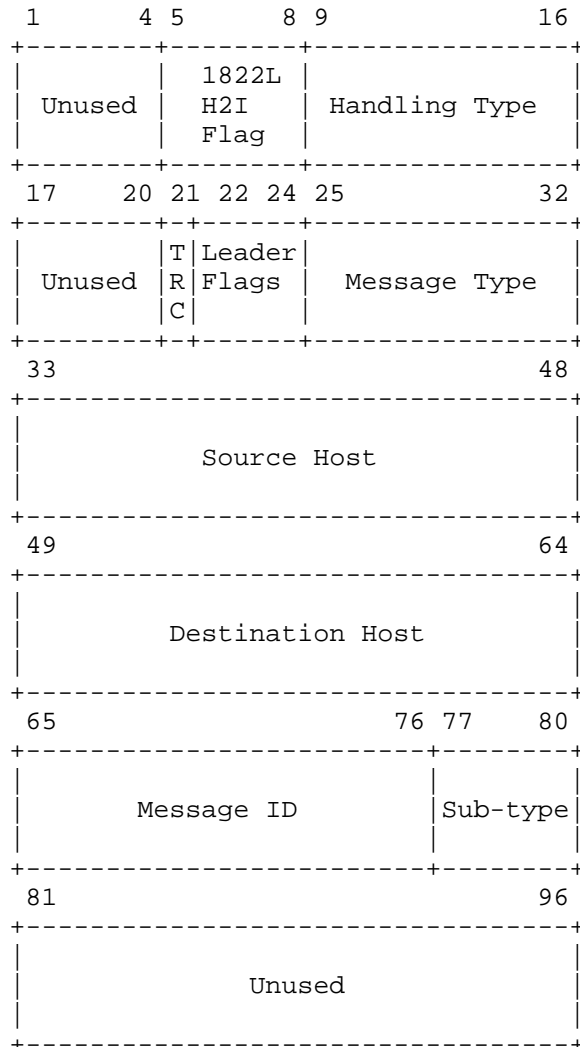 1 4 5 8 9 16
1822L
Unused H2I Handling Type
Flag
17 20 21 22 24 25 32
T Leader
Unused R Flags Message Type
C
33 48
Source Host
49 64
Destination Host
65 76 77 80
Message ID Sub-type
81 96
Unused